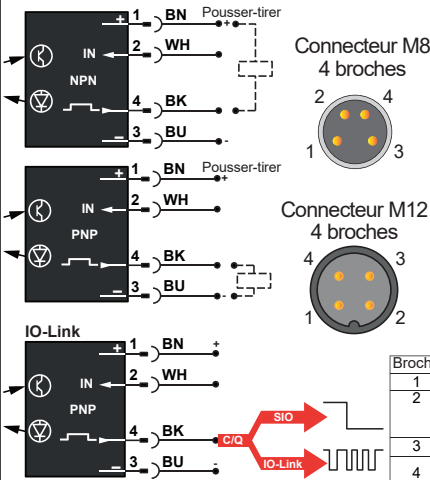 + 1 BN Pousser-tirer
+
IN 2 WH
NPN
4 BK
− 3 BU -
Connecteur M8
4 broches
2 4
1 3
+ 1 BN Pousser-tirer
+
IN 2 WH
PNP
4 BK
− 3 BU -
Connecteur M12
4 broches
4 3
1 2
IO-Link
+ 1 BN +
IN 2 WH
PNP
4 BK
− 3 BU -
C/Q
SIO
IO-Link
Broch
1
2
3
4